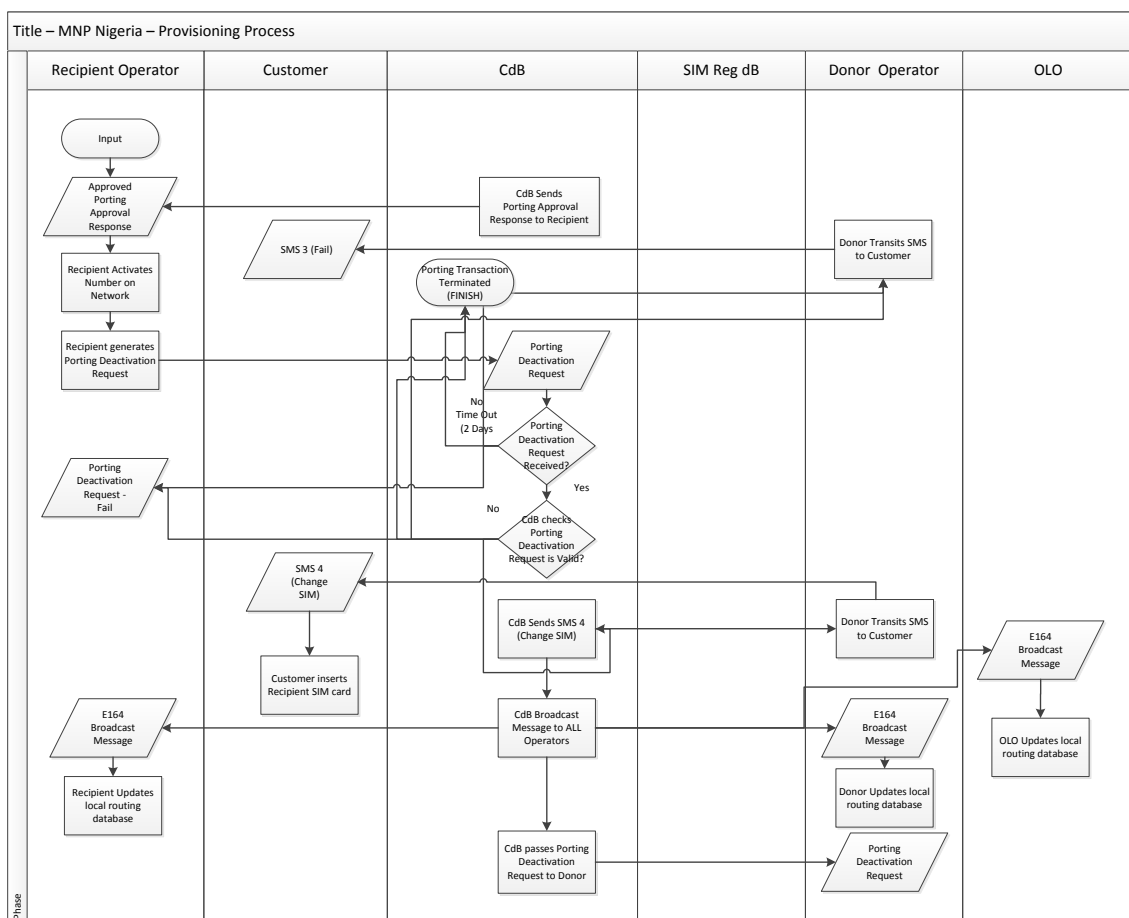 Title – MNP Nigeria – Provisioning Process
Recipient Operator
Customer
CdB
SIM Reg dB
Donor Operator
OLO
Input
Approved
Porting
Approval
Response
CdB Sends
Porting Approval
Response to Recipient
SMS 3 (Fail)
Donor Transits SMS
to Customer
Recipient Activates
Number on
Network
Porting Transaction
Terminated
(FINISH)
Recipient generates
Porting Deactivation
Request
Porting
Deactivation
Request
No
Time Out
(2 Days
Porting
Deactivation
Request
Received?
Yes
Porting
Deactivation
Request -
Fail
No
CdB checks
Porting
Deactivation
Request is Valid?
SMS 4
(Change
SIM)
CdB Sends SMS 4
(Change SIM)
Donor Transits SMS
to Customer
E164
Broadcast
Message
Customer inserts
Recipient SIM card
E164
Broadcast
Message
CdB Broadcast
Message to ALL
Operators
E164
Broadcast
Message
OLO Updates local
routing database
Recipient Updates
local routing
database
Donor Updates local
routing database
CdB passes Porting
Deactivation
Request to Donor
Porting
Deactivation
Request
Phase